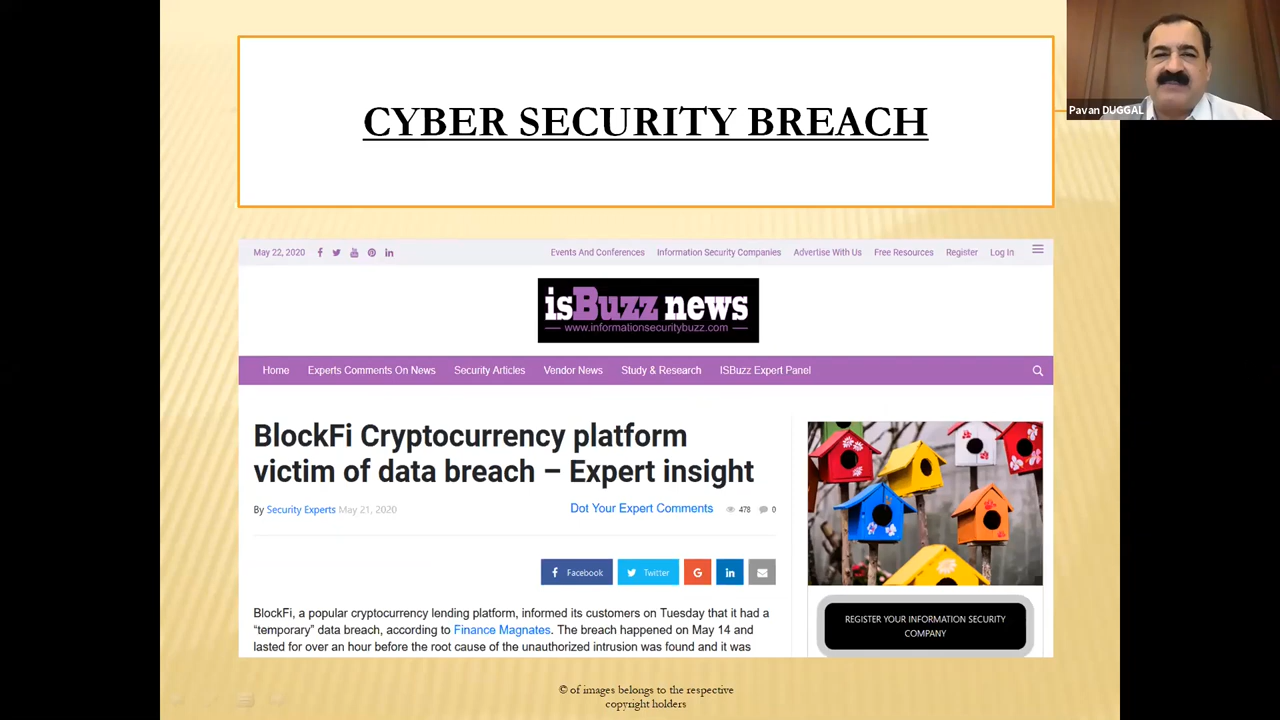 CYBER SECURITY BREACH
Pavan DUGGAL
May 22, 2020
Events And Conferences Information Security Companies Advertise With Us Free Resources Register Log In
isBuzz news
www.informationsecuritybuzz.com
Home Experts Comments On News Security Articles Vendor News Study & Research ISBuzz Expert Panel
BlockFi Cryptocurrency platform
victim of data breach – Expert insight
By Security Experts May 21, 2020 Dot Your Expert Comments 478 0
Facebook Twitter
BlockFi, a popular cryptocurrency lending platform, informed its customers on Tuesday that it had a
“temporary” data breach, according to Finance Magnates. The breach happened on May 14 and
lasted for over an hour before the root cause of the unauthorized intrusion was found and it was
REGISTER YOUR INFORMATION SECURITY
COMPANY
© of images belongs to the respective
copyright holders